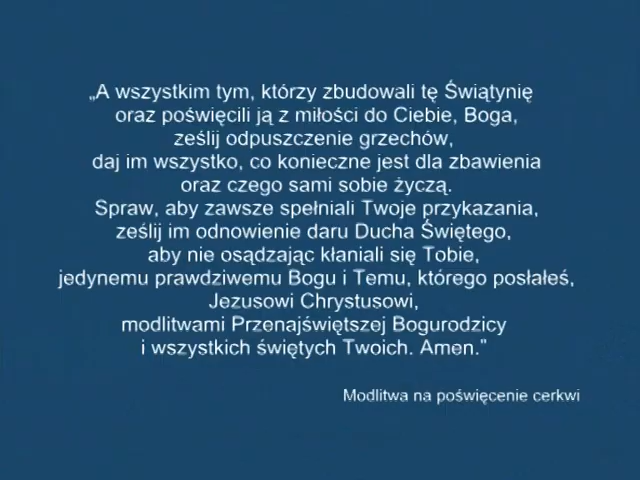 „A wszystkim tym, którzy zbudowali tę Świątynię
oraz poświęcili ją z miłości do Ciebie, Boga,
ześlij odpuszczenie grzechów,
daj im wszystko, co konieczne jest dla zbawienia
oraz czego sami sobie życzą.
Spraw, aby zawsze spełniali Twoje przykazania,
ześlij im odnowienie daru Ducha Świętego,
aby nie osądzając kłaniali się Tobie,
jedynemu prawdziwemu Bogu i Temu, którego posłałeś,
Jezusowi Chrystusowi,
modlitwami Przenajświętszej Bogurodzicy
i wszystkich świętych Twoich. Amen."
Modlitwa na poświęcenie cerkwi